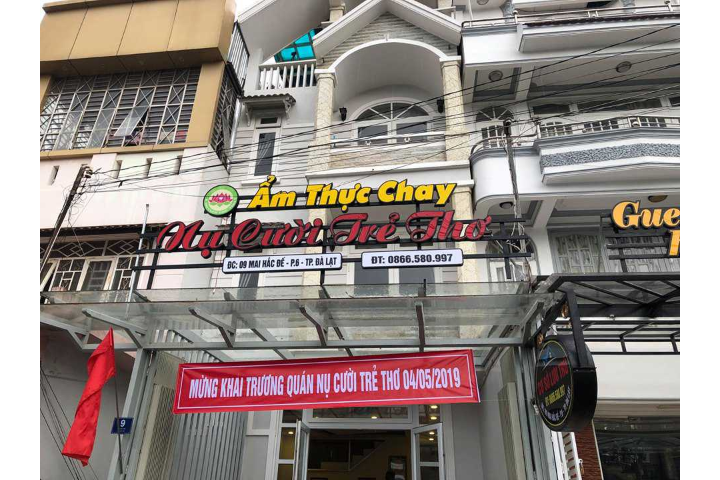 Ẩm Thực Chay
Nụ Cười Trẻ Thơ
ĐC: 09 MAI HẮC ĐẾ - P.6 - TP. ĐÀ LẠT
ĐT: 0866.580.997
Gue
MỪNG KHAI TRƯƠNG QUÁN NỤ CƯỜI TRẺ THƠ 04/05/2019
9